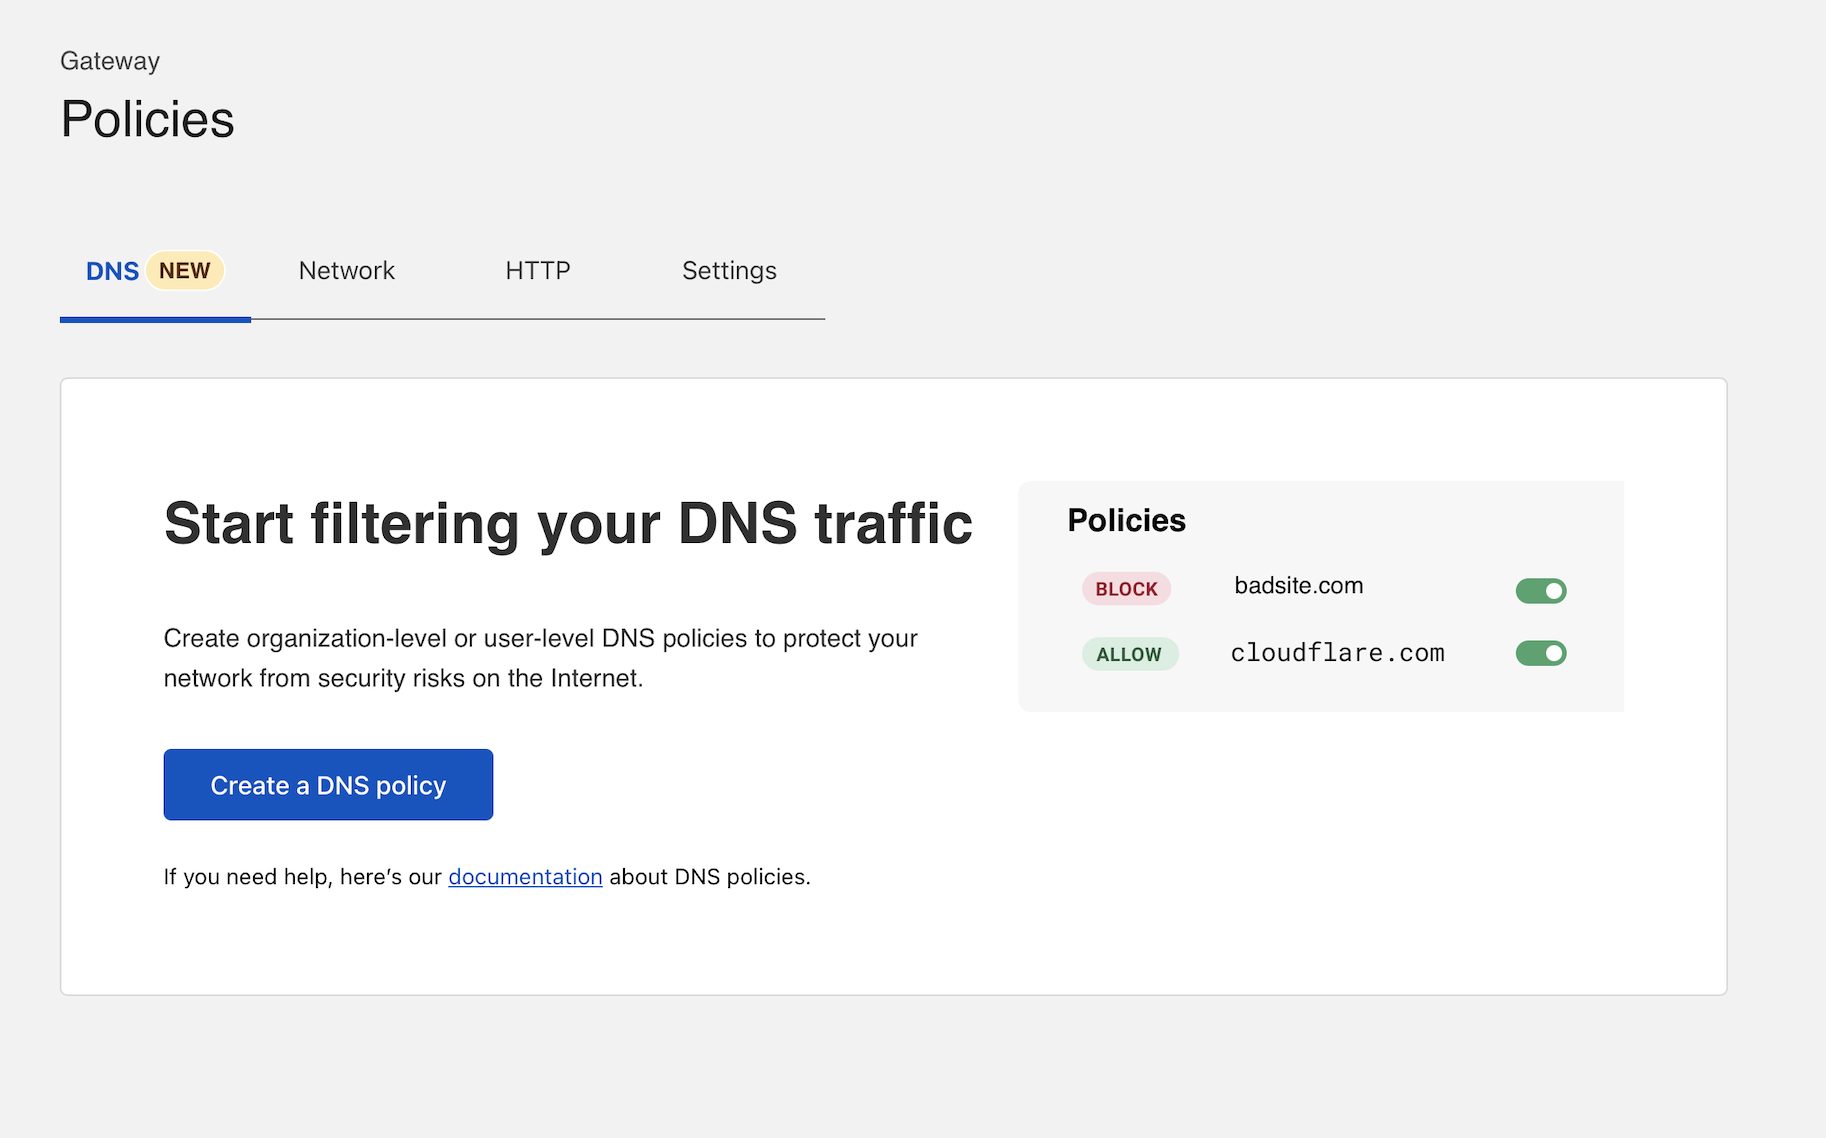 Gateway
Policies
DNS NEW Network HTTP Settings
Start filtering your DNS traffic
Create organization-level or user-level DNS policies to protect your
network from security risks on the Internet.
Create a DNS policy
If you need help, here’s our documentation about DNS policies.
Policies
BLOCK badsite.com
ALLOW cloudflare.com